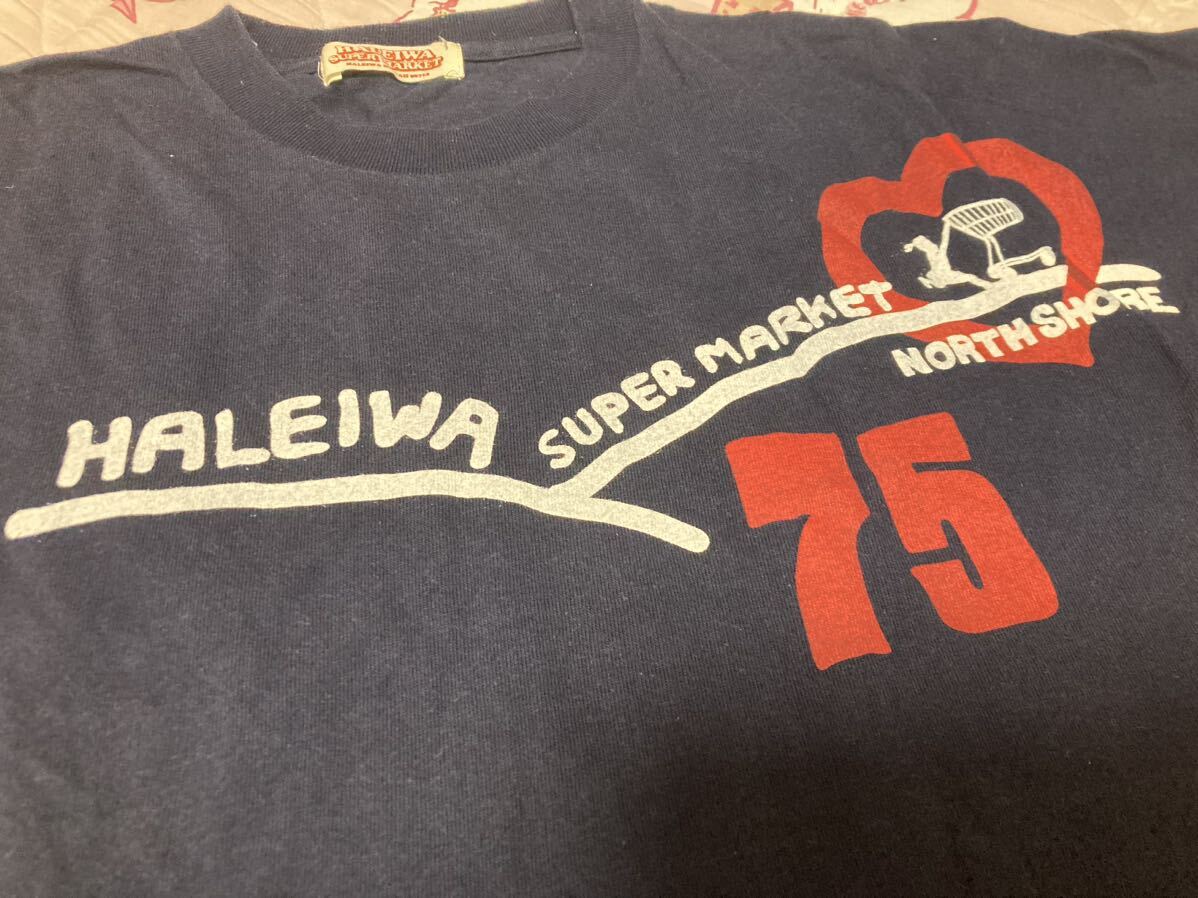 HALEIWA
SUPER MARKET
HALEIWA
SUPER MARKET
NORTH SHORE
75